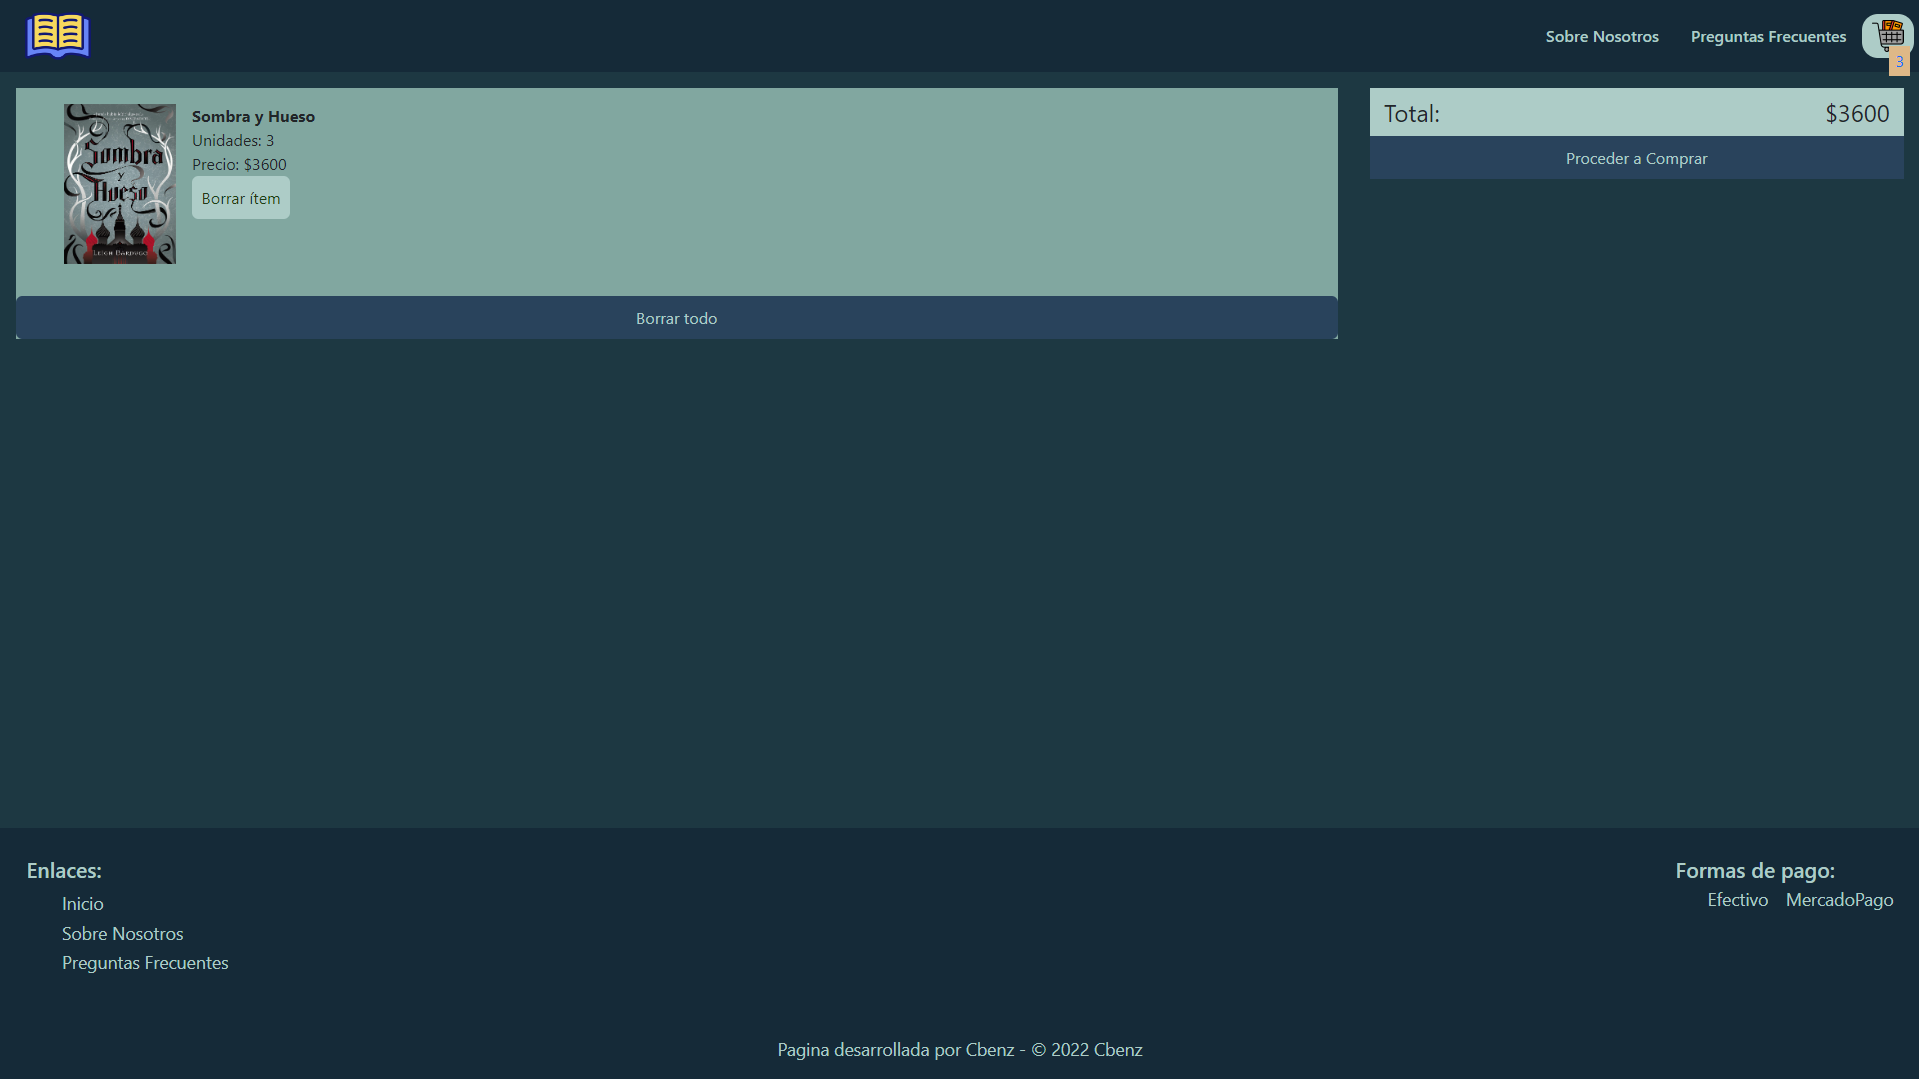 Sobre Nosotros
Preguntas Frecuentes
3
Sombra
y
Hueso
LEIGH BARDUGO
Sombra y Hueso
Unidades: 3
Precio: $3600
Borrar ítem
Borrar todo
Total:
$3600
Proceder a Comprar
Enlaces:
Inicio
Sobre Nosotros
Preguntas Frecuentes
Formas de pago:
Efectivo MercadoPago
Pagina desarrollada por Cbenz - © 2022 Cbenz